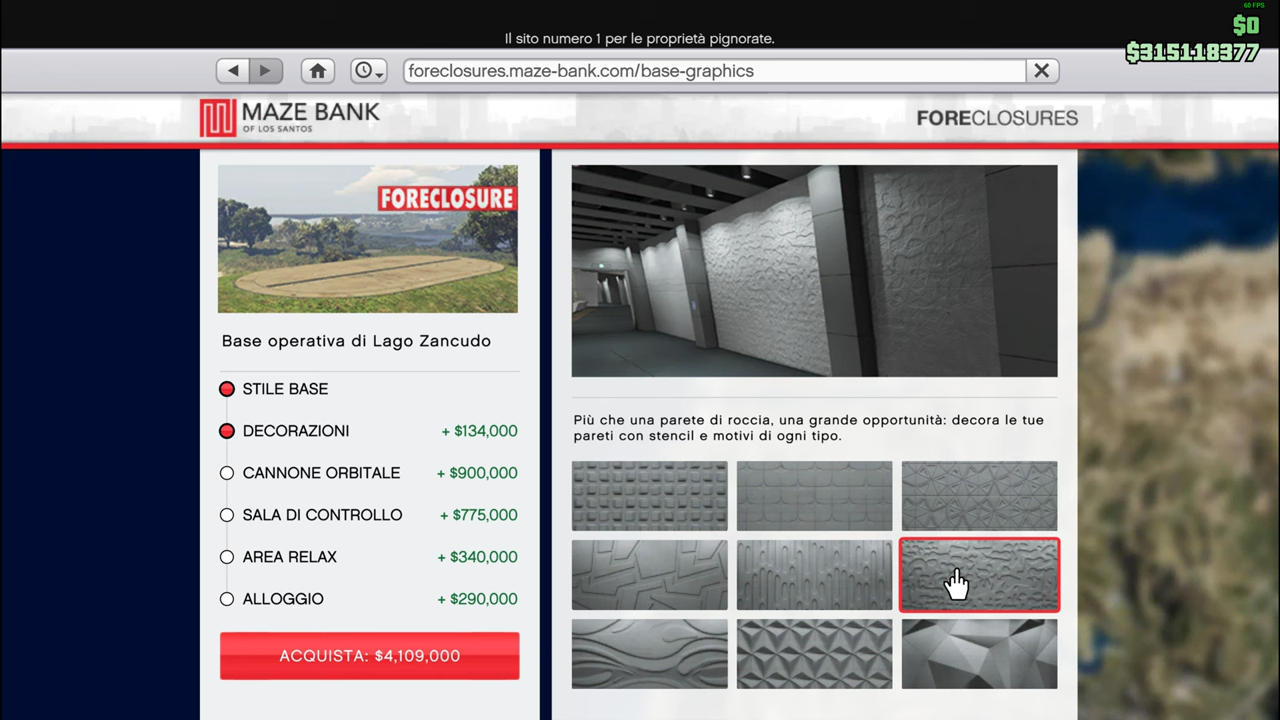 60 FPS
$0
$315118377
Il sito numero 1 per le proprietà pignorate.
foreclosures.maze-bank.com/base-graphics
MAZE BANK
OF LOS SANTOS
FORECLOSURES
FORECLOSURE
Base operativa di Lago Zancudo
STILE BASE
DECORAZIONI + $134,000
CANNONE ORBITALE + $900,000
SALA DI CONTROLLO + $775,000
AREA RELAX + $340,000
ALLOGGIO + $290,000
ACQUISTA: $4,109,000
Più che una parete di roccia, una grande opportunità: decora le tue
pareti con stencil e motivi di ogni tipo.